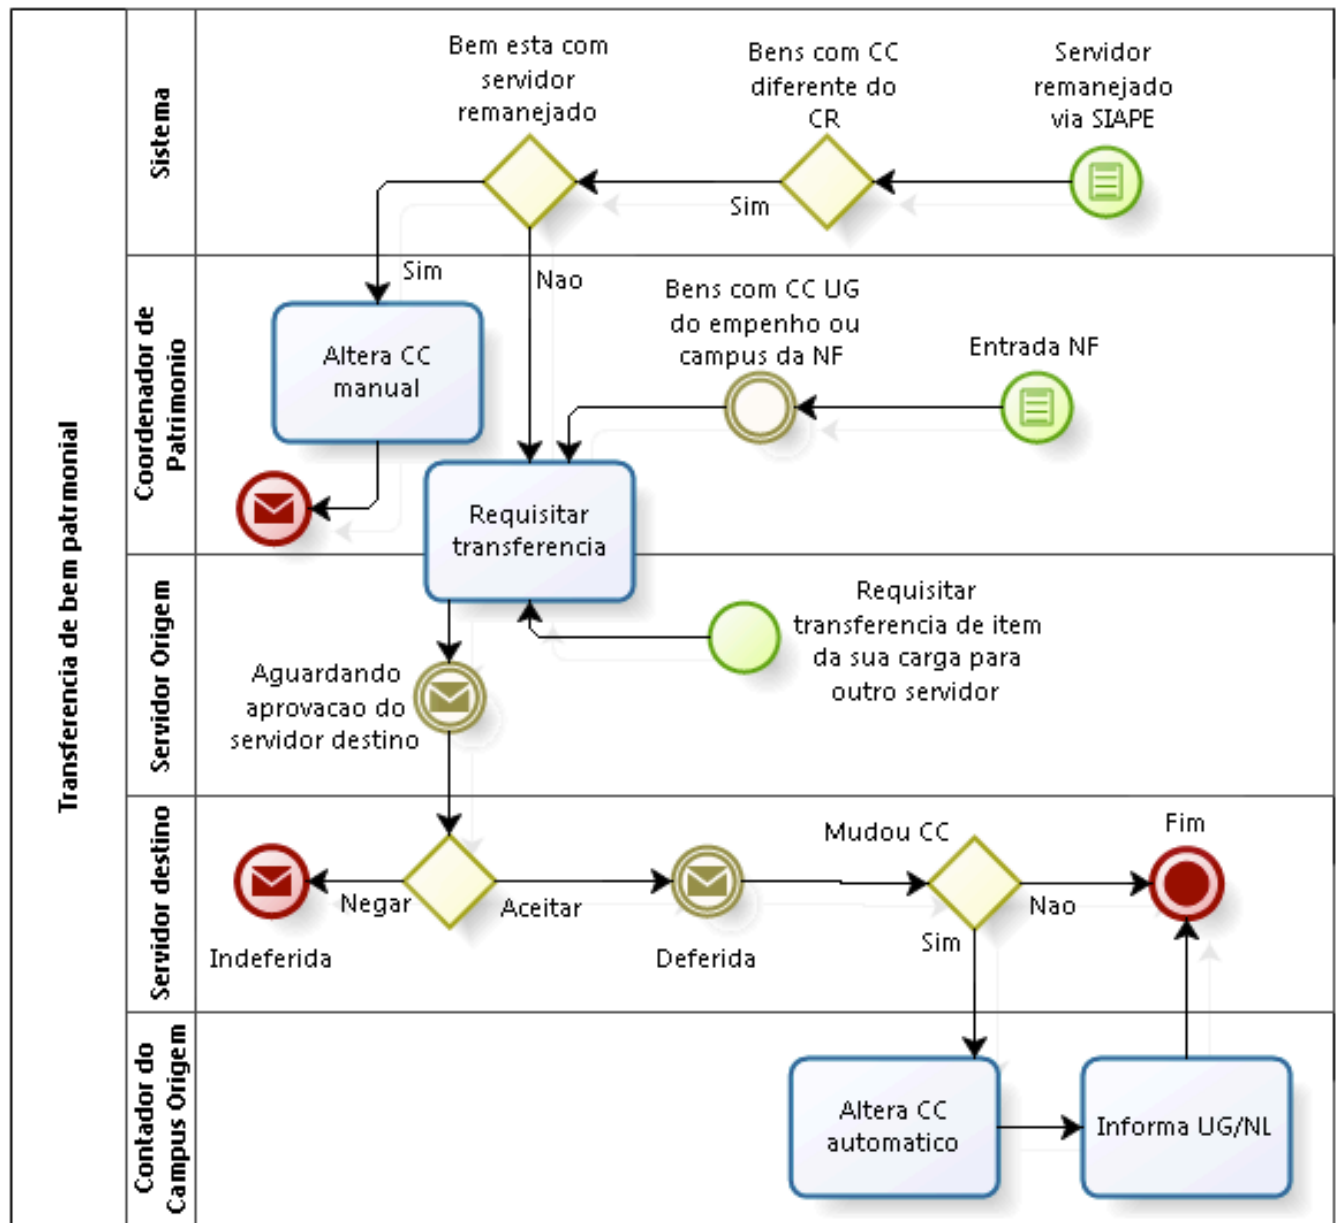 Transferencia de bem patrmonial
Sistema
Bem esta com
servidor
remanejado
Bens com CC
diferente do
CR
Servidor
remanejado
via SIAPE
Sim
Sim
Nao
Coordenador de
Patrimonio
Altera CC
manual
Bens com CC UG
do empenho ou
campus da NF
Entrada NF
Requisitar
transferencia
Servidor Origem
Requisitar
transferencia de item
da sua carga para
outro servidor
Aguardando
aprovacao do
servidor destino
Servidor destino
Negar
Aceitar
Indeferida
Deferida
Mudou CC
Nao
Sim
Fim
Contador do
Campus Origem
Altera CC
automatico
Informa UG/NL